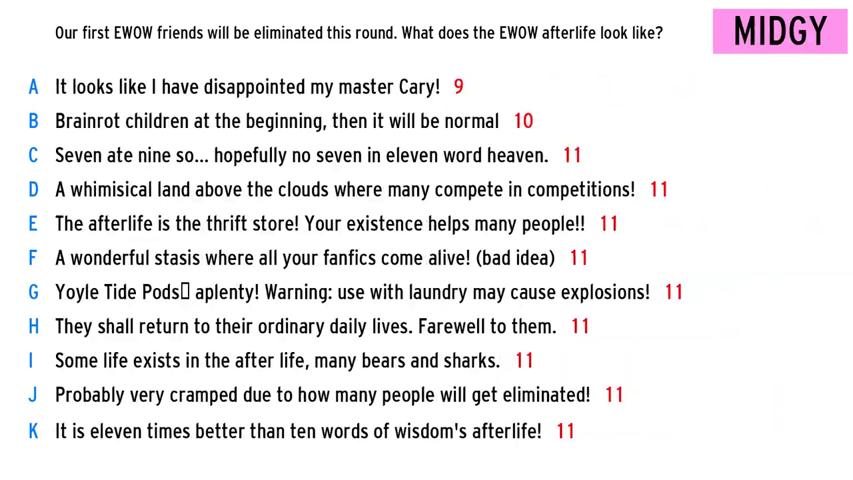 Our first EWOW friends will be eliminated this round. What does the EWOW afterlife look like?
MIDGY
A It looks like I have disappointed my master Cary! 9
B Brainrot children at the beginning, then it will be normal 10
C Seven ate nine so... hopefully no seven in eleven word heaven. 11
D A whimisical land above the clouds where many compete in competitions! 11
E The afterlife is the thrift store! Your existence helps many people!! 11
F A wonderful stasis where all your fanfics come alive! (bad idea) 11
G Yoyle Tide Pods▯ aplenty! Warning: use with laundry may cause explosions! 11
H They shall return to their ordinary daily lives. Farewell to them. 11
I Some life exists in the after life, many bears and sharks. 11
J Probably very cramped due to how many people will get eliminated! 11
K It is eleven times better than ten words of wisdom's afterlife! 11